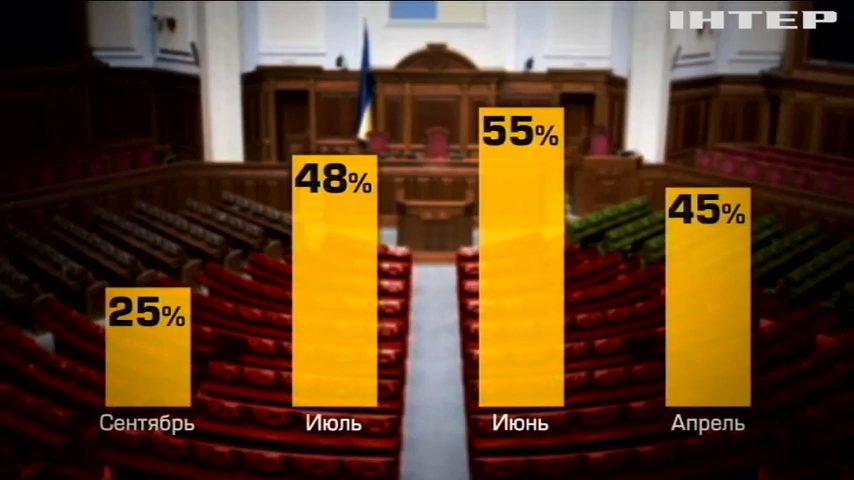 ІНТЕР
25%
48%
55%
45%
Сентябрь
Июль
Июнь
Апрель